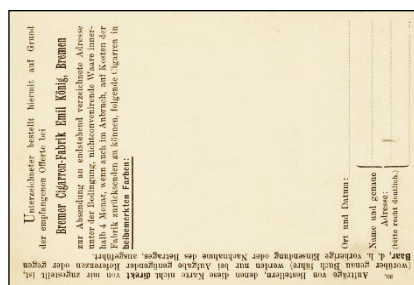 Unterzeichneter bestellt hiermit auf Grund
der empfangenen Offerte bei
Bremer Cigarren-Fabrik Emil König, Bremen
zur Absendung an endstehend verzeichnete Adresse
unter der Bedingung, nichtconvenirende Waare inner-
halb 4 Monat, wenn auch im Anbruch, auf Kosten der
Fabrik zurücksenden zu können, folgende Cigarren in
beibemerkten Farben:
Ort und Datum:
Name und genaue
Adresse:
(bitte recht deutlich.)
Aufträge von Bestellern, denen diese Karte nicht direkt von mir zugestellt ist,
(worüber genau Buch führe) werden nur bei Aufgabe genügender Referenzen oder gegen
Baar, d. h. vorherige Einsendung oder Nachnahme des Betrages, ausgeführt.